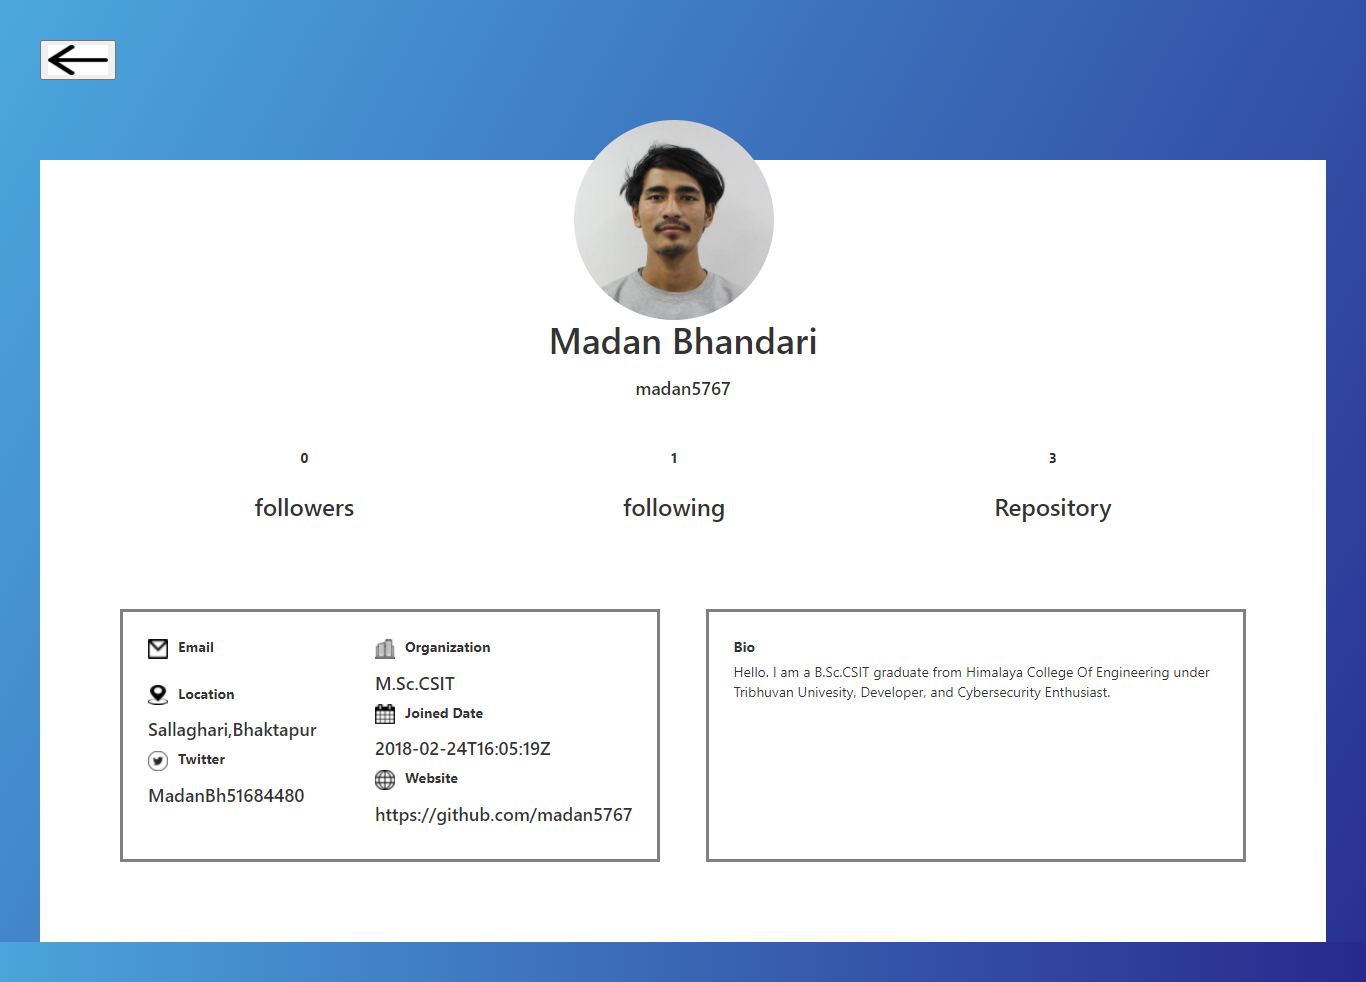 Madan Bhandari
madan5767
0
followers
1
following
3
Repository
Email
Location
Sallaghari,Bhaktapur
Twitter
MadanBh51684480
Organization
M.Sc.CSIT
Joined Date
2018-02-24T16:05:19Z
Website
https://github.com/madan5767
Bio
Hello. I am a B.Sc.CSIT graduate from Himalaya College Of Engineering under
Tribhuvan Univesity, Developer, and Cybersecurity Enthusiast.